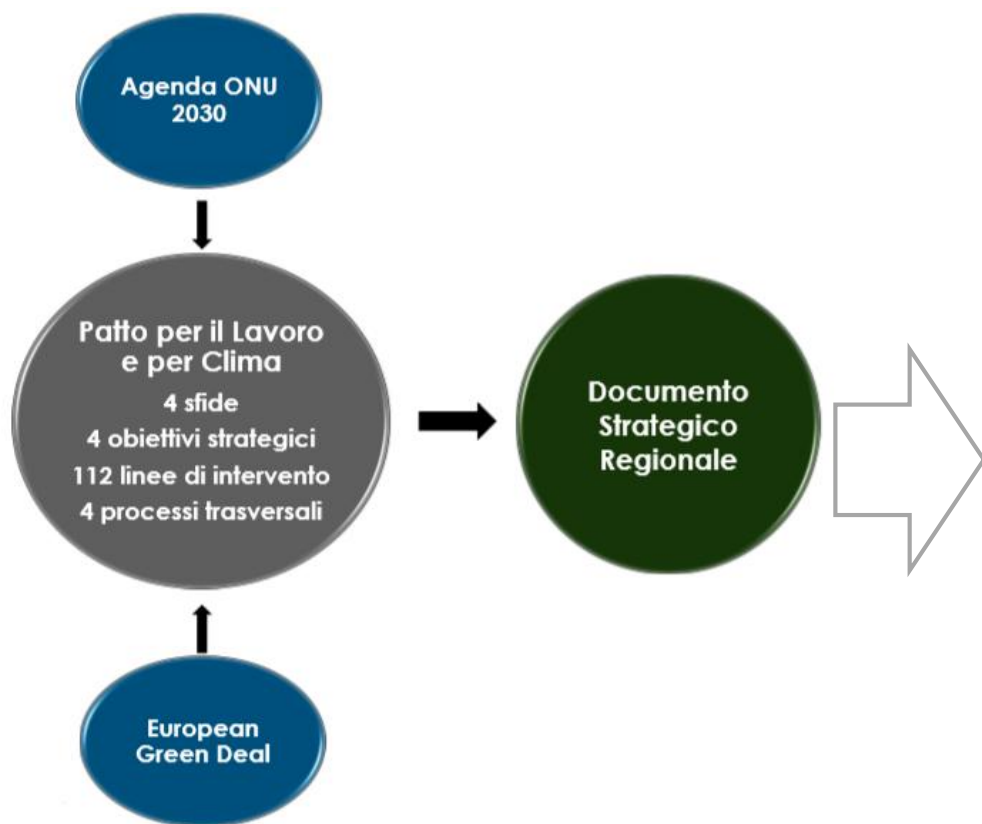 Agenda ONU
2030
Patto per il Lavoro
e per Clima
4 sfide
4 obiettivi strategici
112 linee di intervento
4 processi trasversali
Documento
Strategico
Regionale
European
Green Deal